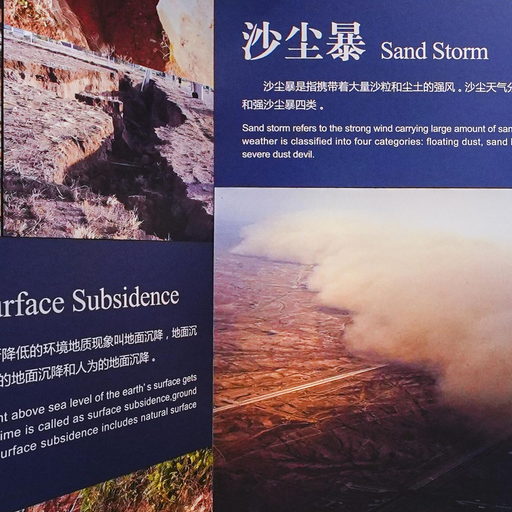 沙尘暴 Sand Storm
沙尘暴是指携带着大量沙粒和尘土的强风。沙尘天气分
和强沙尘暴四类。
Sand storm refers to the strong wind carrying large amount of san
weather is classified into four categories: floating dust, sand
severe dust devil.
urface Subsidence
降低的环境地质现象叫地面沉降，地面沉
的地面沉降和人为的地面沉降。
nt above sea level of the earth's surface gets
ime is called as surface subsidence,ground
urface subsidence includes natural surface